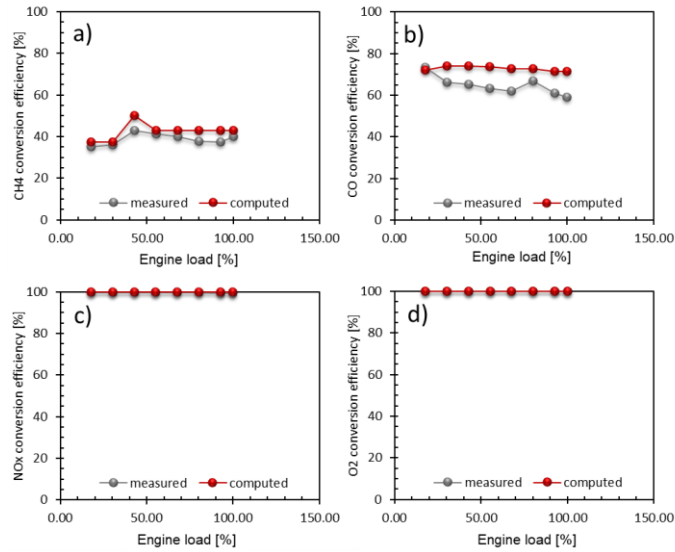 a)
CH4 conversion efficiency [%]
100
80
60
40
20
0
measured computed
0.00 50.00 100.00 150.00
Engine load [%]
b)
CO conversion efficiency [%]
100
80
60
40
20
0
measured computed
0.00 50.00 100.00 150.00
Engine load [%]
c)
NOx conversion efficiency [%]
100
80
60
40
20
0
measured computed
0.00 50.00 100.00 150.00
Engine load [%]
d)
O2 conversion efficiency [%]
100
80
60
40
20
0
measured computed
0.00 50.00 100.00 150.00
Engine load [%]